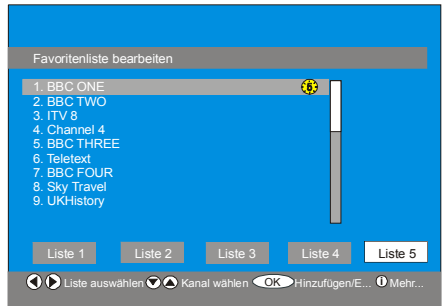 Favoritenliste bearbeiten
1. BBC ONE
2. BBC TWO
3. ITV 8
4. Channel 4
5. BBC THREE
6. Teletext
7. BBC FOUR
8. Sky Travel
9. UKHistory
Liste 1 Liste 2 Liste 3 Liste 4 Liste 5
Liste auswählen Kanal wählen OK Hinzufügen/E... i Mehr...